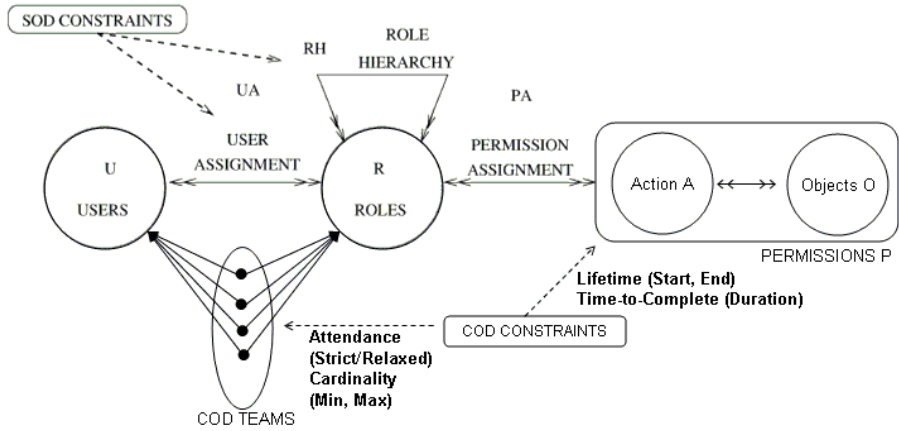 SOD CONSTRAINTS
RH
ROLE
HIERARCHY
UA
PA
USER
ASSIGNMENT
PERMISSION
ASSIGNMENT
U
USERS
R
ROLES
Action A
Objects O
PERMISSIONS P
Lifetime (Start, End)
Time-to-Complete (Duration)
COD CONSTRAINTS
Attendance
(Strict/Relaxed)
Cardinality
(Min, Max)
COD TEAMS